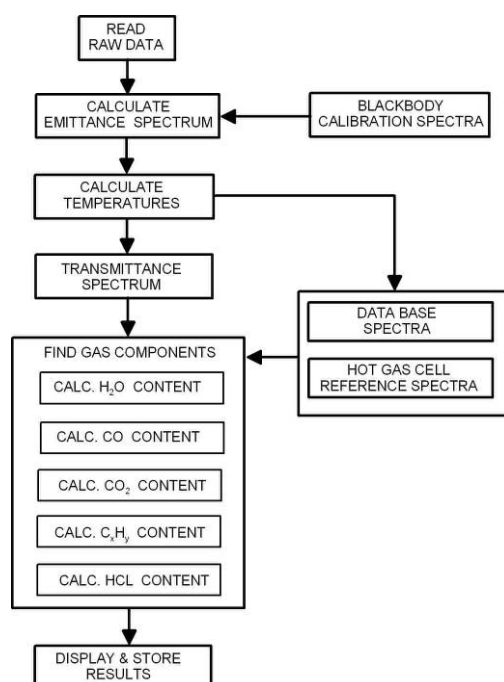 READ
RAW DATA
CALCULATE
EMITTANCE SPECTRUM
BLACKBODY
CALIBRATION SPECTRA
CALCULATE
TEMPERATURES
TRANSMITTANCE
SPECTRUM
DATA BASE
SPECTRA
HOT GAS CELL
REFERENCE SPECTRA
FIND GAS COMPONENTS
CALC. H₂O CONTENT
CALC. CO CONTENT
CALC. CO₂ CONTENT
CALC. CₓHᵧ CONTENT
CALC. HCL CONTENT
DISPLAY & STORE
RESULTS